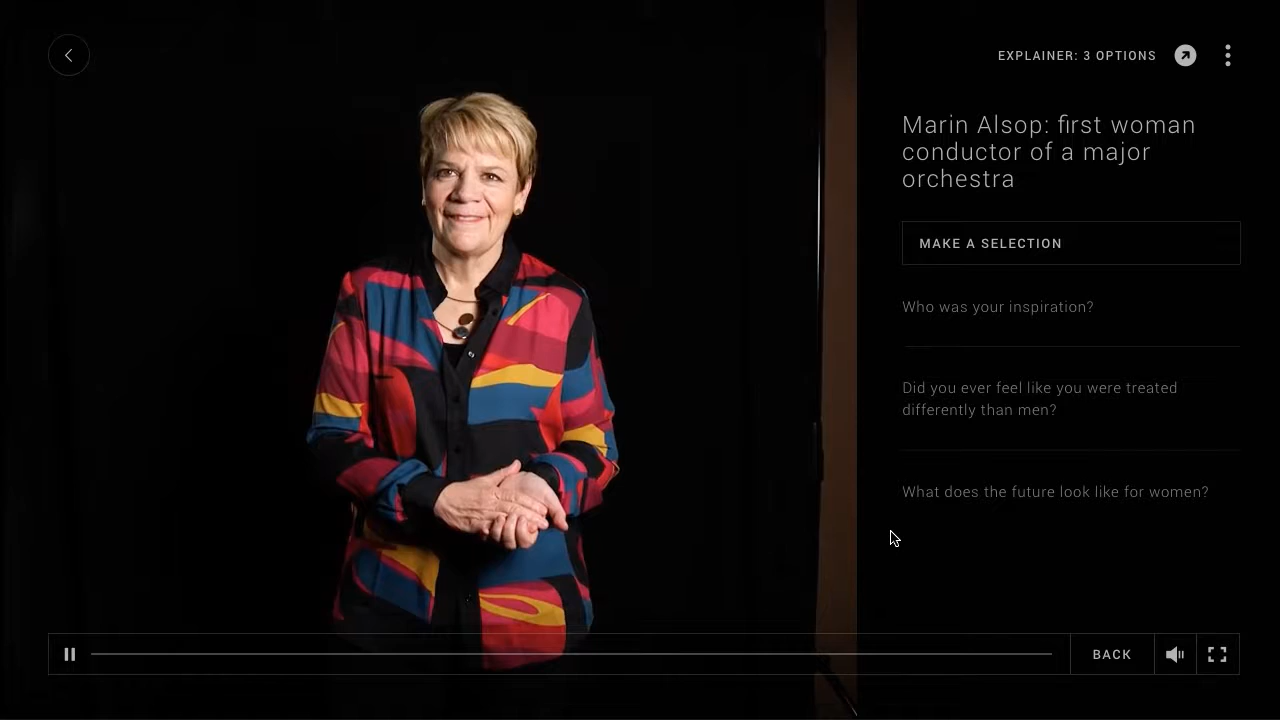 EXPLAINER: 3 OPTIONS
Marin Alsop: first woman
conductor of a major
orchestra
MAKE A SELECTION
Who was your inspiration?
Did you ever feel like you were treated
differently than men?
What does the future look like for women?
BACK